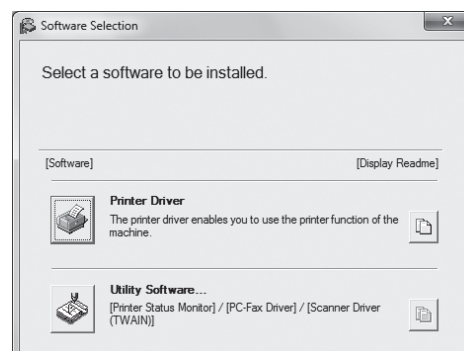 Software Selection
Select a software to be installed.
[Software] [Display Readme]
Printer Driver
The printer driver enables you to use the printer function of the
machine.
Utility Software...
[Printer Status Monitor] / [PC-Fax Driver] / [Scanner Driver
(TWAIN)]